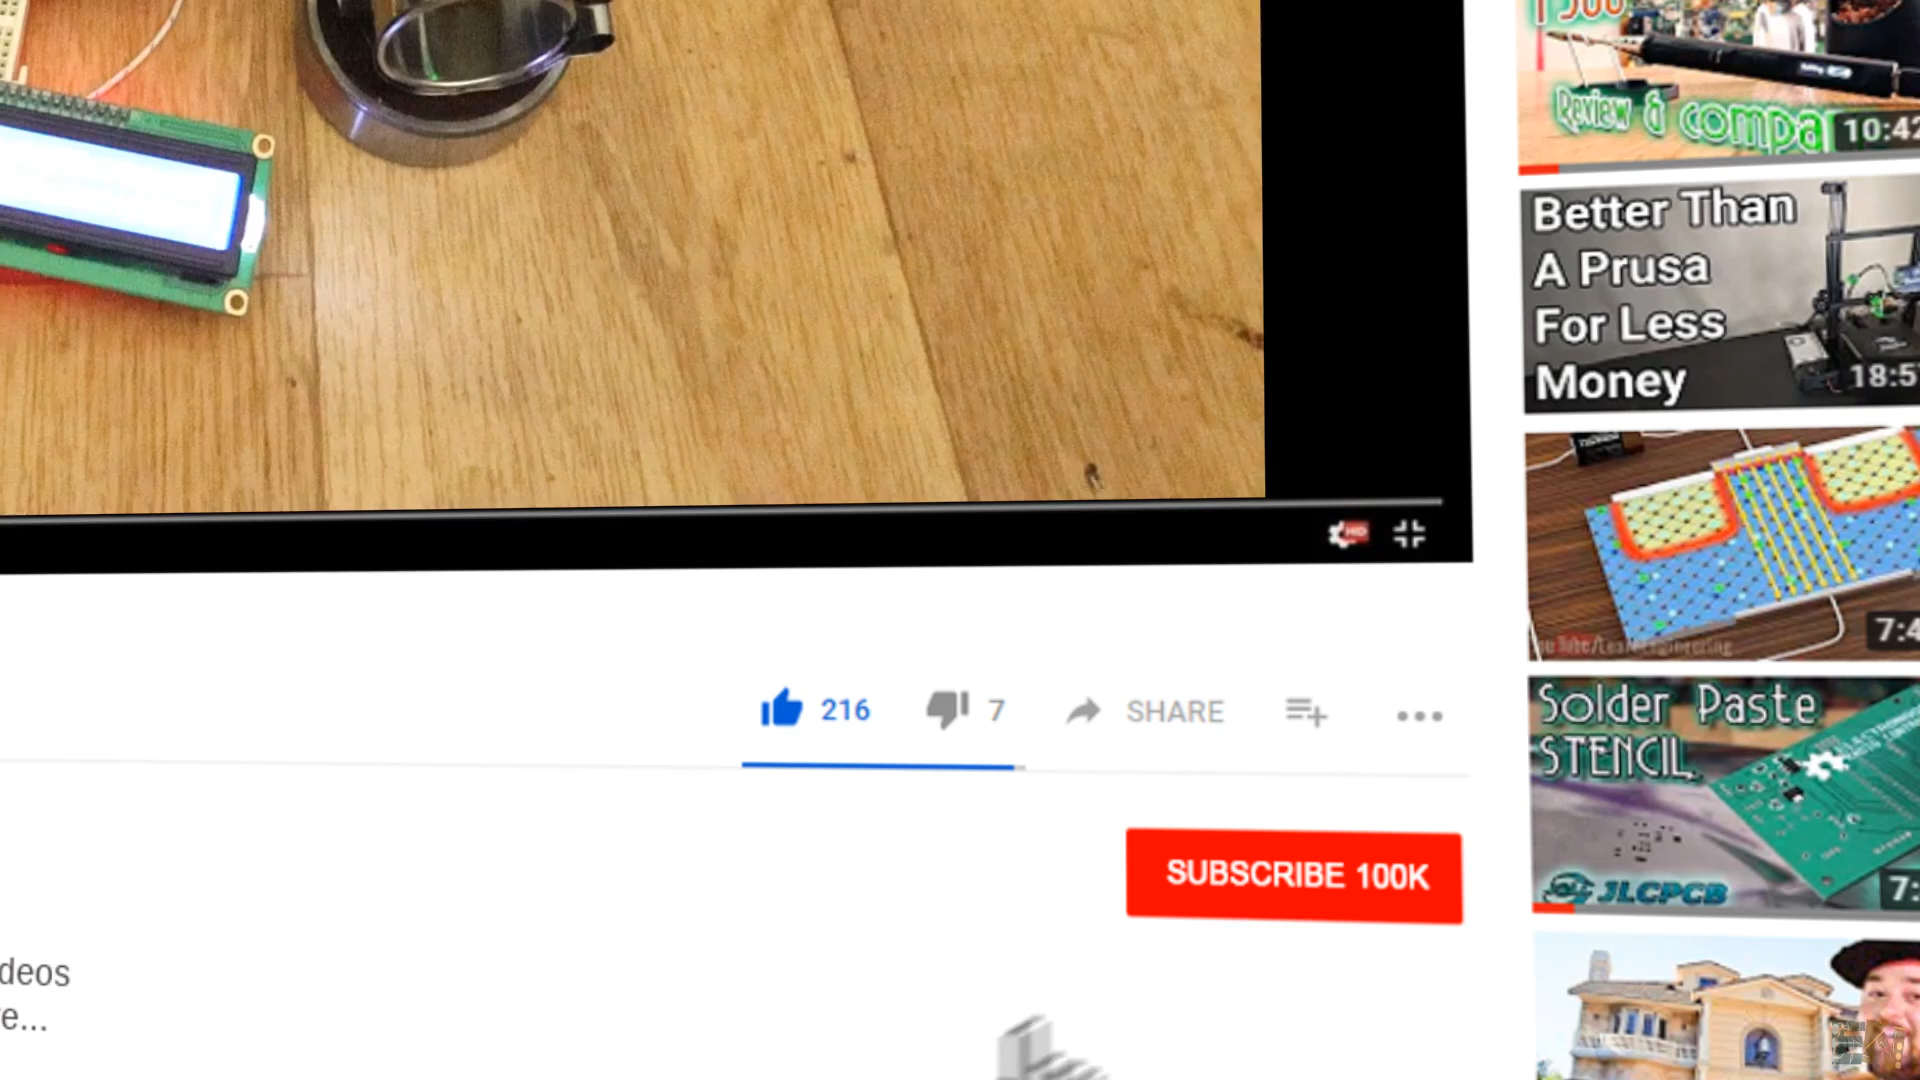 Review & compa
10:42
Better Than
A Prusa
For Less
Money
18:5
7:4
HD
216
7
SHARE
Solder Paste
STENCIL
JLCPCB
7:
SUBSCRIBE 100K
deos
e...